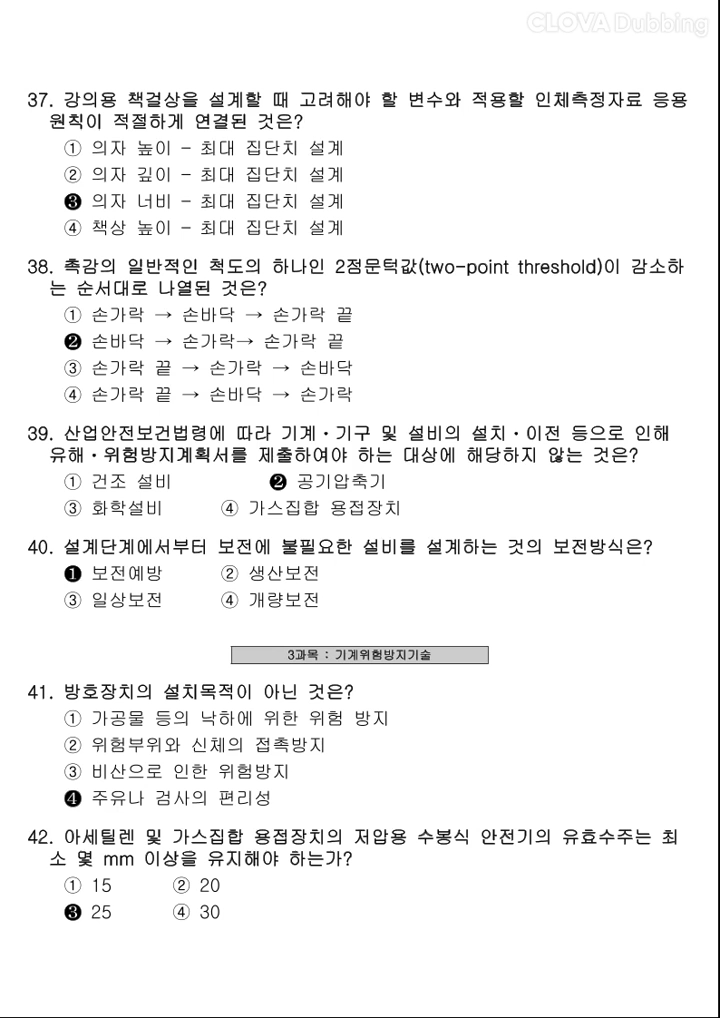 CLOVA Dubbing
37. 강의용 책걸상을 설계할 때 고려해야 할 변수와 적용할 인체측정자료 응용
원칙이 적절하게 연결된 것은?
① 의자 높이 - 최대 집단치 설계
② 의자 깊이 - 최대 집단치 설계
❸ 의자 너비 - 최대 집단치 설계
④ 책상 높이 - 최대 집단치 설계
38. 촉감의 일반적인 척도의 하나인 2점문턱값(two-point threshold)이 감소하
는 순서대로 나열된 것은?
① 손가락 → 손바닥 → 손가락 끝
❷ 손바닥 → 손가락→ 손가락 끝
③ 손가락 끝 → 손가락 → 손바닥
④ 손가락 끝 → 손바닥 → 손가락
39. 산업안전보건법령에 따라 기계·기구 및 설비의 설치·이전 등으로 인해
유해·위험방지계획서를 제출하여야 하는 대상에 해당하지 않는 것은?
① 건조 설비 ❷ 공기압축기
③ 화학설비 ④ 가스집합 용접장치
40. 설계단계에서부터 보전에 불필요한 설비를 설계하는 것의 보전방식은?
❶ 보전예방 ② 생산보전
③ 일상보전 ④ 개량보전
3과목 : 기계위험방지기술
41. 방호장치의 설치목적이 아닌 것은?
① 가공물 등의 낙하에 위한 위험 방지
② 위험부위와 신체의 접촉방지
③ 비산으로 인한 위험방지
❹ 주유나 검사의 편리성
42. 아세틸렌 및 가스집합 용접장치의 저압용 수봉식 안전기의 유효수주는 최
소 몇 mm 이상을 유지해야 하는가?
① 15 ② 20
❸ 25 ④ 30